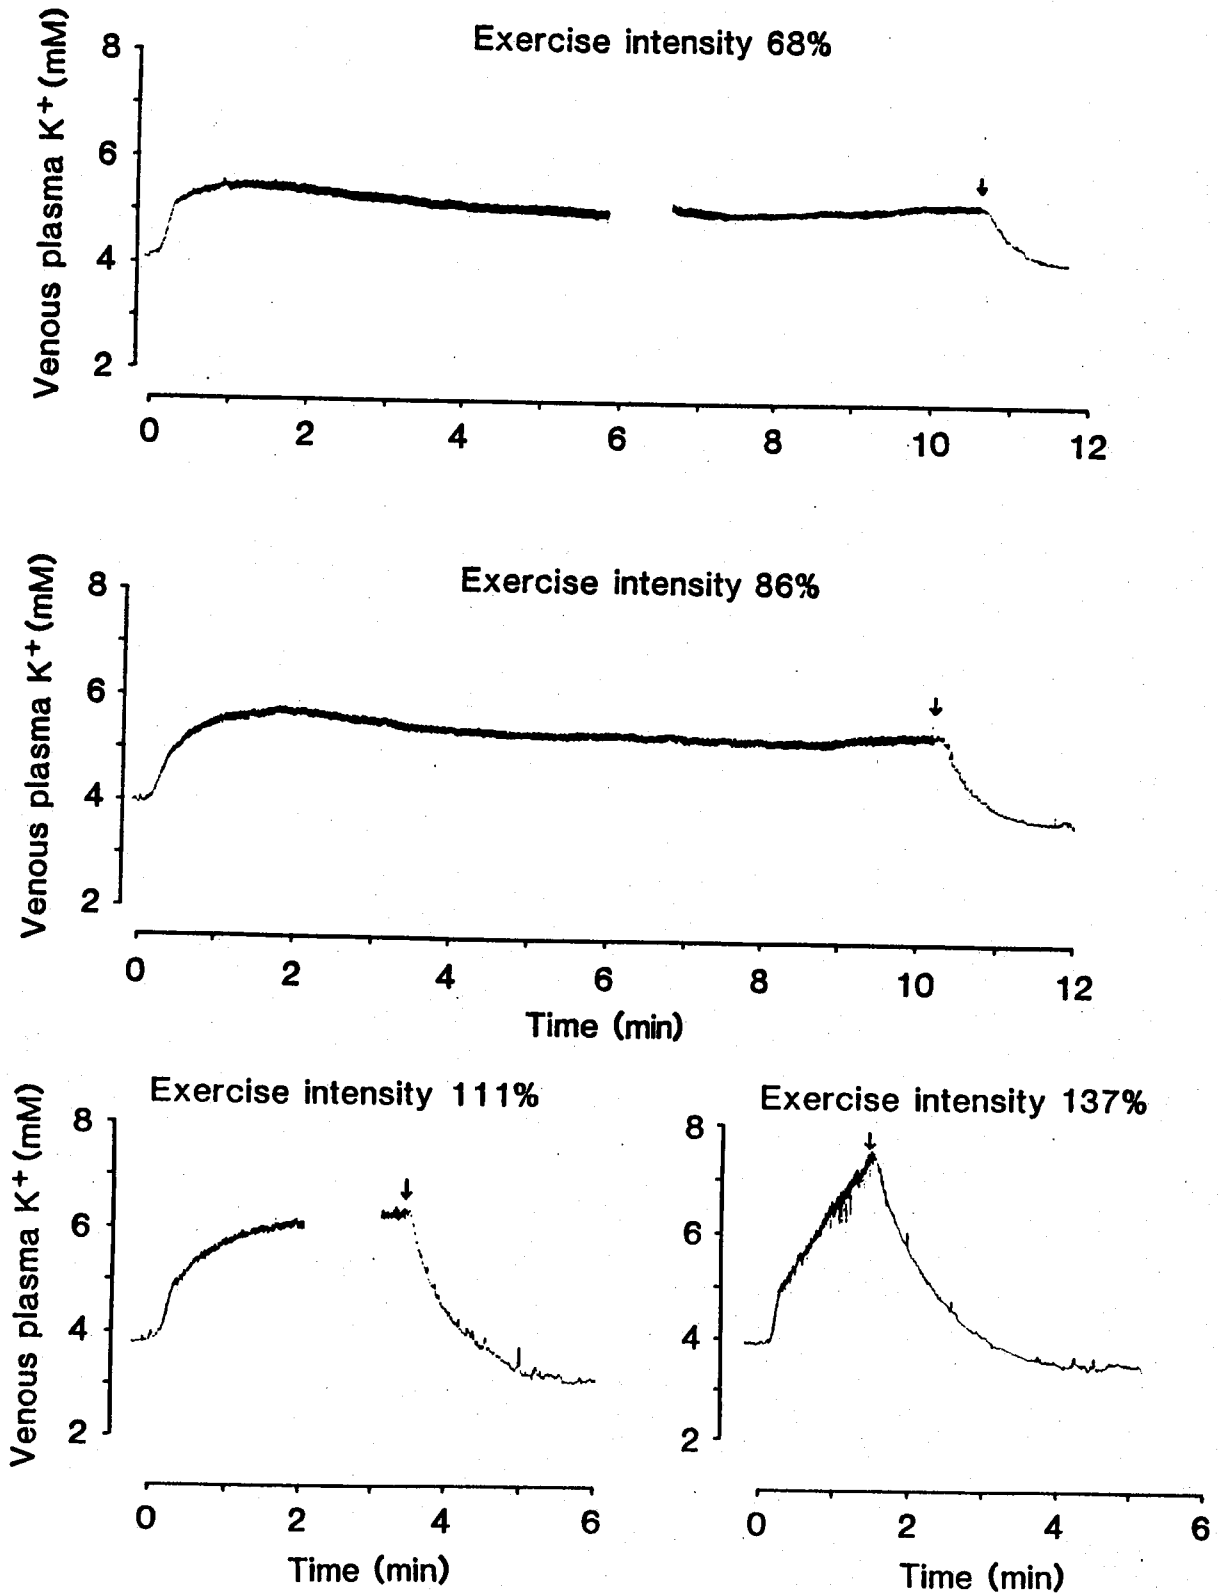 Exercise intensity 68%
Venous plasma K+ (mM)
8
6
4
2
0 2 4 6 8 10 12
Exercise intensity 86%
Venous plasma K+ (mM)
8
6
4
2
0 2 4 6 8 10 12
Time (min)
Exercise intensity 111%
Venous plasma K+ (mM)
8
6
4
2
0 2 4 6
Time (min)
Exercise intensity 137%
8
6
4
2
0 2 4 6
Time (min)